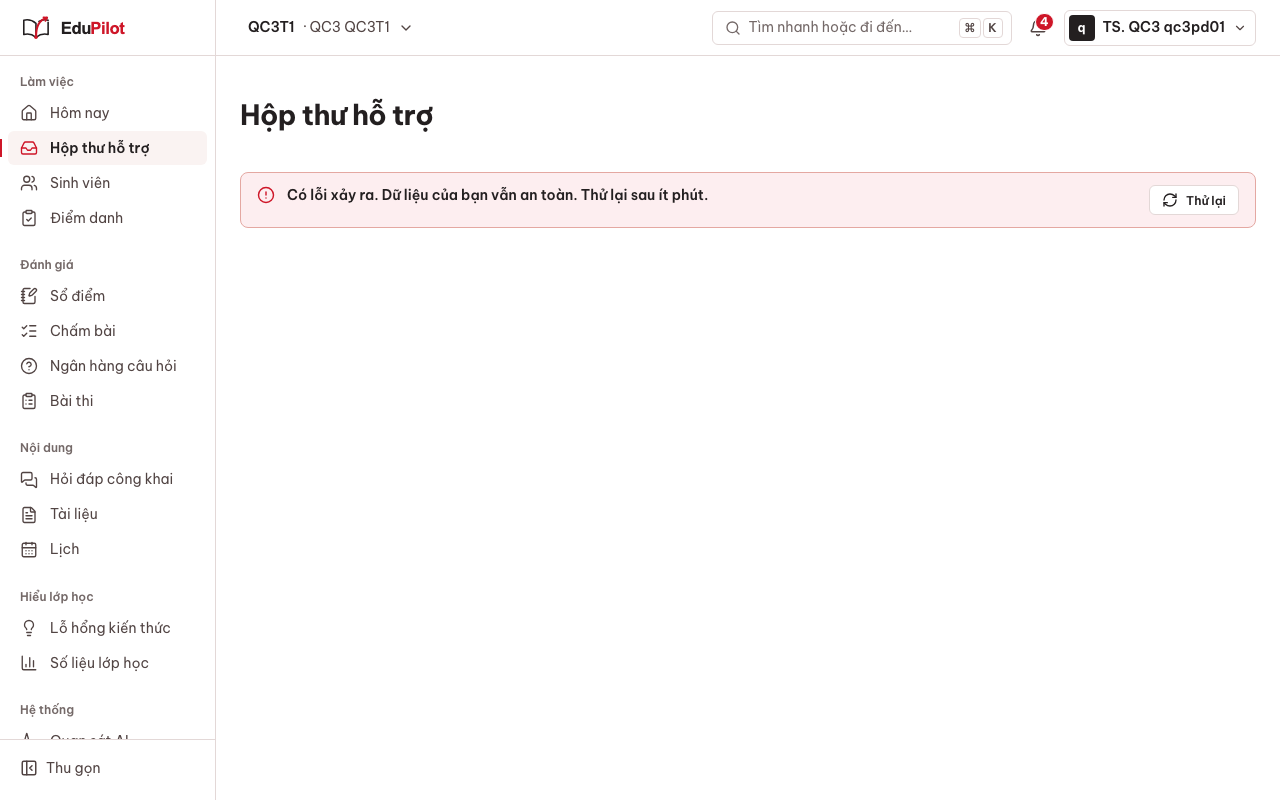 EduPilot
QC3T1 · QC3 QC3T1
Tìm nhanh hoặc đi đến...
⌘ K
4
q
TS. QC3 qc3pd01
Làm việc
Hôm nay
Hộp thư hỗ trợ
Sinh viên
Điểm danh
Đánh giá
Sổ điểm
Chấm bài
Ngân hàng câu hỏi
Bài thi
Nội dung
Hỏi đáp công khai
Tài liệu
Lịch
Hiểu lớp học
Lỗ hổng kiến thức
Số liệu lớp học
Hệ thống
Quan sát AI
Thu gọn
Hộp thư hỗ trợ
Có lỗi xảy ra. Dữ liệu của bạn vẫn an toàn. Thử lại sau ít phút.
Thử lại